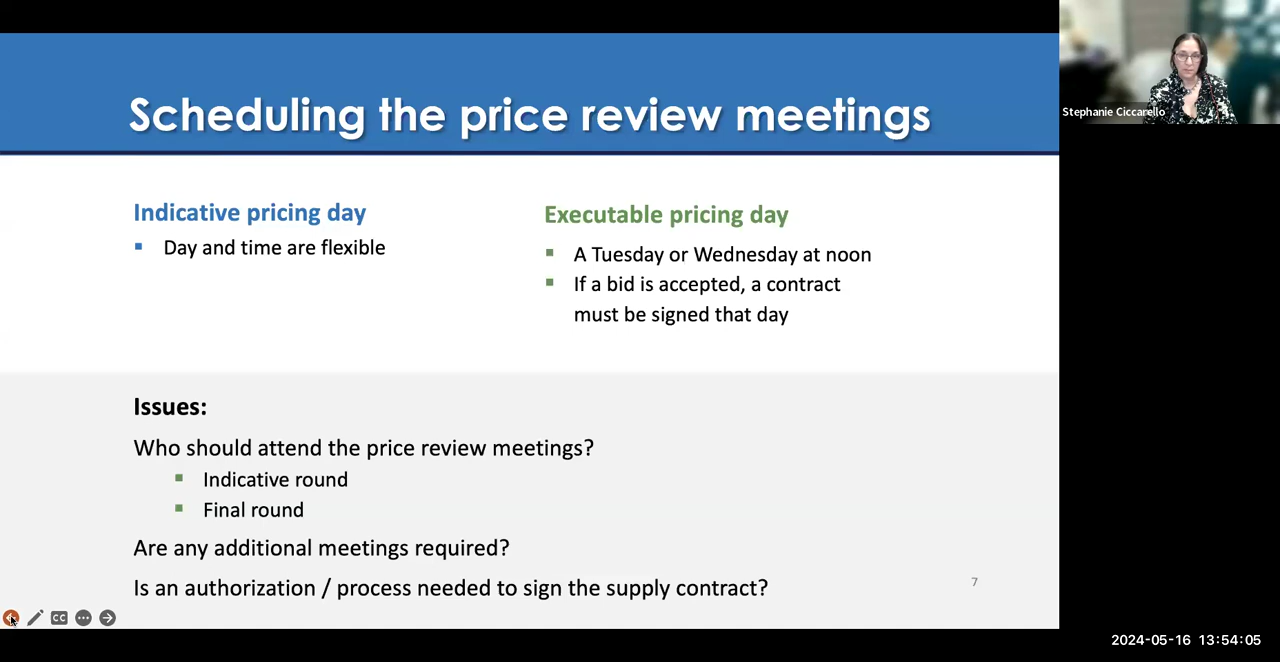 Scheduling the price review meetings
Stephanie Ciccarello
Indicative pricing day
Day and time are flexible
Executable pricing day
A Tuesday or Wednesday at noon
If a bid is accepted, a contract
must be signed that day
Issues:
Who should attend the price review meetings?
Indicative round
Final round
Are any additional meetings required?
Is an authorization / process needed to sign the supply contract?
7
CC
2024-05-16 13:54:05